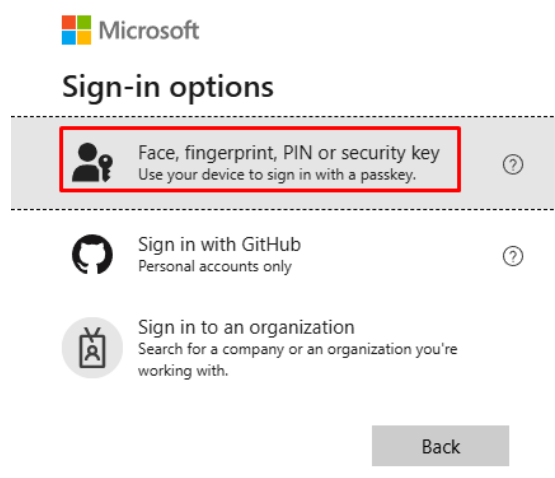 Microsoft
Sign-in options
Face, fingerprint, PIN or security key
Use your device to sign in with a passkey.
?
Sign in with GitHub
Personal accounts only
?
Sign in to an organization
Search for a company or an organization you're
working with.
Back